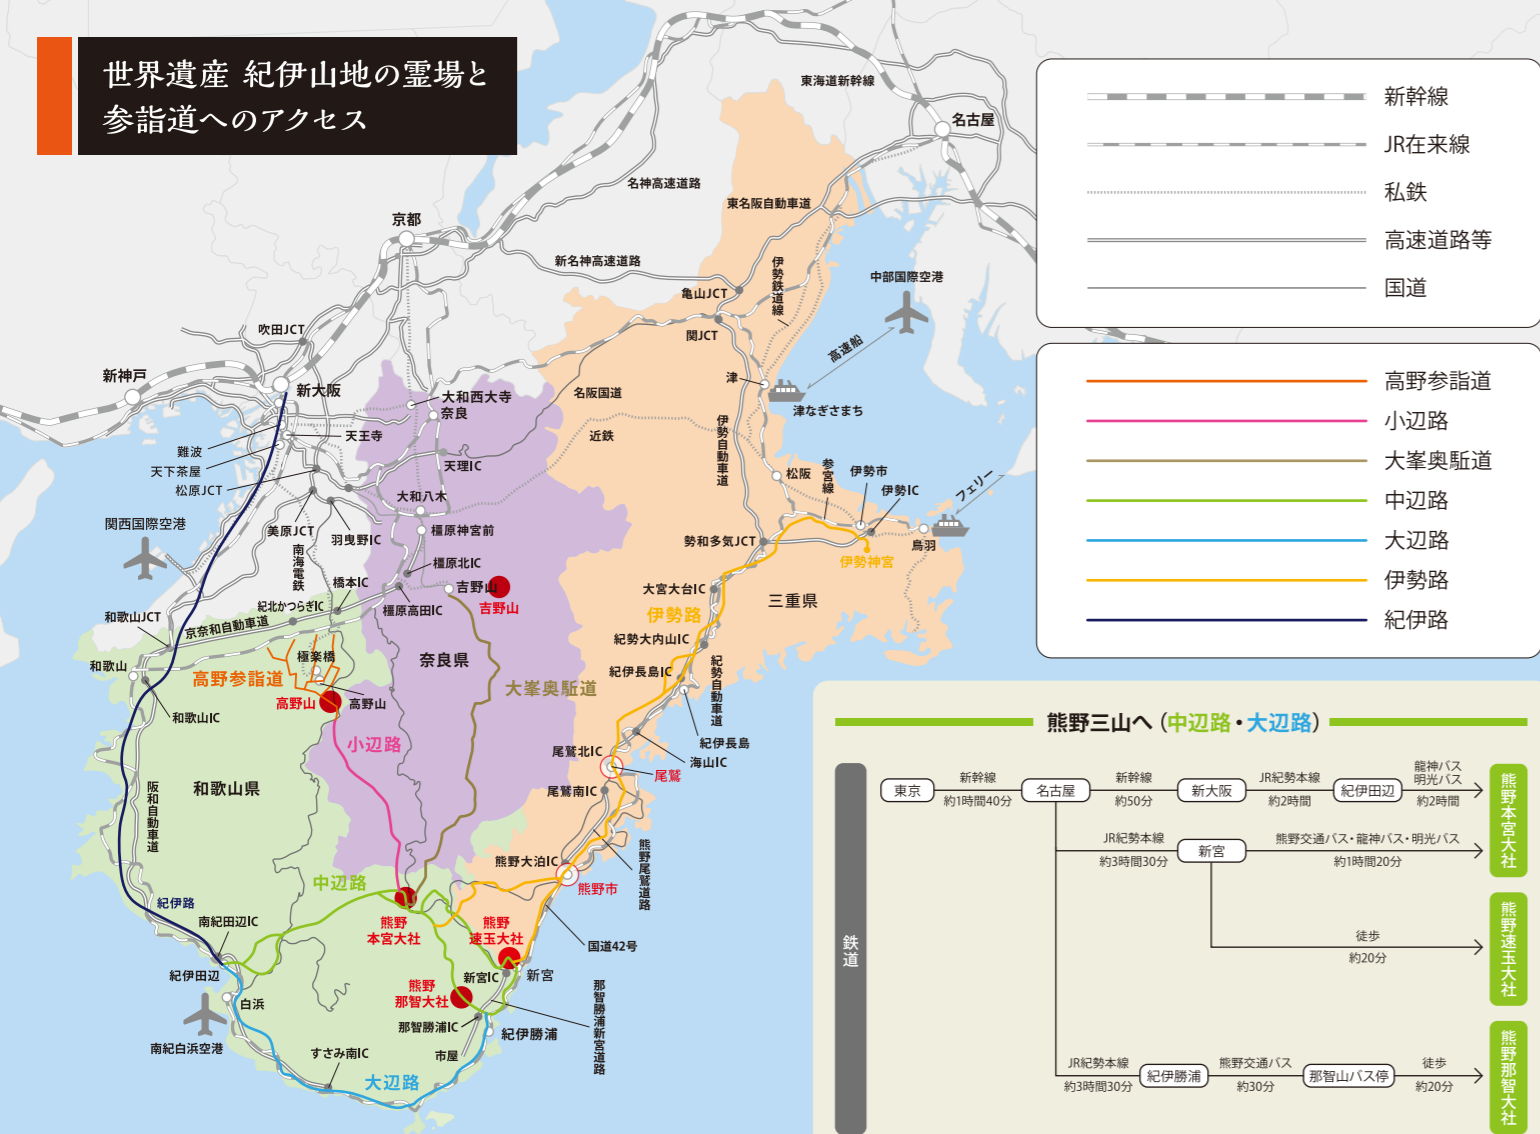 世界遺産 紀伊山地の霊場と
参詣道へのアクセス
新幹線
JR在来線
私鉄
高速道路等
国道
高野参詣道
小辺路
大峯奥駈道
中辺路
大辺路
伊勢路
紀伊路
東海道新幹線
名古屋
名神高速道路
東名阪自動車道
京都
新名神高速道路
伊勢鉄道線
中部国際空港
亀山JCT
関JCT
吹田JCT
高速船
新神戸
新大阪
津
津なぎさまち
大和西大寺
奈良
名阪国道
近鉄
伊勢自動車道
難波
天王寺
天下茶屋
松原JCT
天理IC
松阪
参宮線
伊勢市
伊勢IC
フェリー
大和八木
関西国際空港
美原JCT
羽曳野IC
橿原神宮前
勢和多気JCT
鳥羽
伊勢神宮
南海電鉄
橿原北IC
橋本IC
吉野山
吉野山
大宮大台IC
三重県
紀北かつらぎIC
橿原高田IC
伊勢路
和歌山JCT
京奈和自動車道
紀勢大内山IC
和歌山
極楽橋
奈良県
紀伊長島IC
紀勢自動車道
高野参詣道
大峯奥駈道
高野山
高野山
和歌山IC
小辺路
紀伊長島
尾鷲北IC
海山IC
尾鷲
和歌山県
阪和自動車道
尾鷲南IC
熊野大泊IC
熊野尾鷲道路
中辺路
熊野市
紀伊路
南紀田辺IC
熊野
本宮大社
熊野
速玉大社
国道42号
紀伊田辺
新宮IC
新宮
熊野
那智大社
白浜
那智勝浦新宮道路
那智勝浦IC
紀伊勝浦
南紀白浜空港
すさみ南IC
市屋
大辺路
熊野三山へ（中辺路・大辺路）
鉄道
東京
新幹線
約1時間40分
名古屋
新幹線
約50分
新大阪
JR紀勢本線
約2時間
紀伊田辺
龍神バス
明光バス
約2時間
熊野本宮大社
JR紀勢本線
約3時間30分
新宮
熊野交通バス・龍神バス・明光バス
約1時間20分
徒歩
約20分
熊野速玉大社
JR紀勢本線
約3時間30分
紀伊勝浦
熊野交通バス
約30分
那智山バス停
徒歩
約20分
熊野那智大社